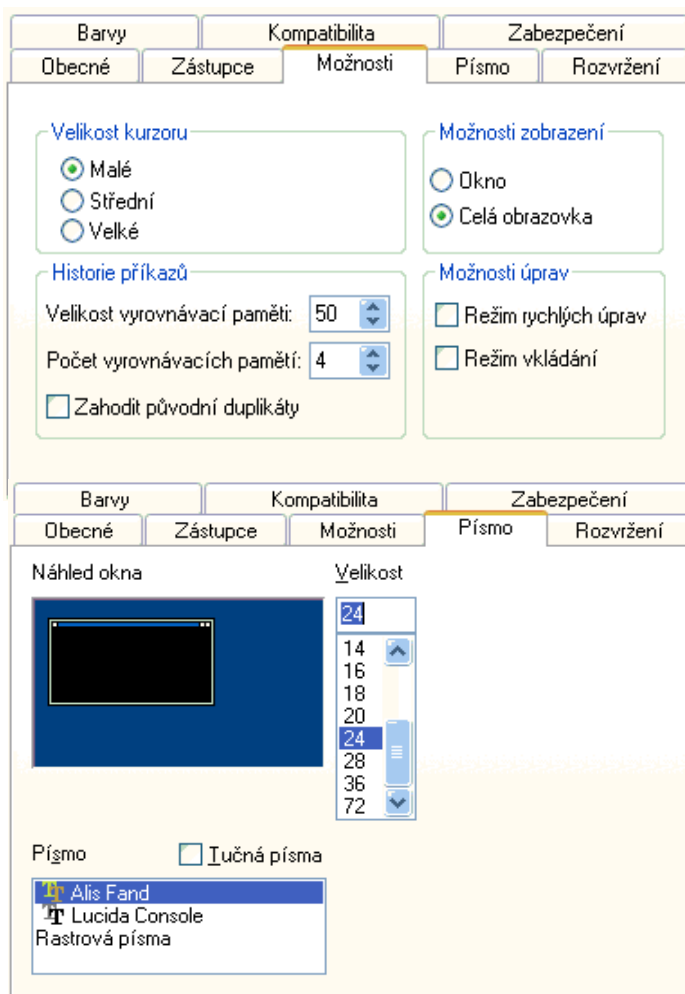 Barvy Kompatibilita Zabezpečení
Obecné Zástupce Možnosti Písmo Rozvržení
Velikost kurzoru
Malé
Střední
Velké
Možnosti zobrazení
Okno
Celá obrazovka
Historie příkazů
Velikost vyrovnávací paměti: 50
Počet vyrovnávacích pamětí: 4
Zahodit původní duplikáty
Možnosti úprav
Režim rychlých úprav
Režim vkládání
Barvy Kompatibilita Zabezpečení
Obecné Zástupce Možnosti Písmo Rozvržení
Náhled okna
Velikost
24
14
16
18
20
24
28
36
72
Písmo Tučná písma
Alis Fand
Lucida Console
Rastrová písma